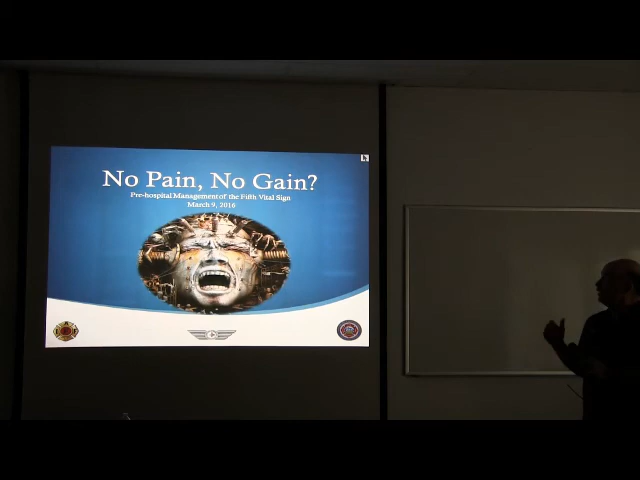 No Pain, No Gain?
Pre-hospital Management of the Fifth Vital Sign
March 9, 2016